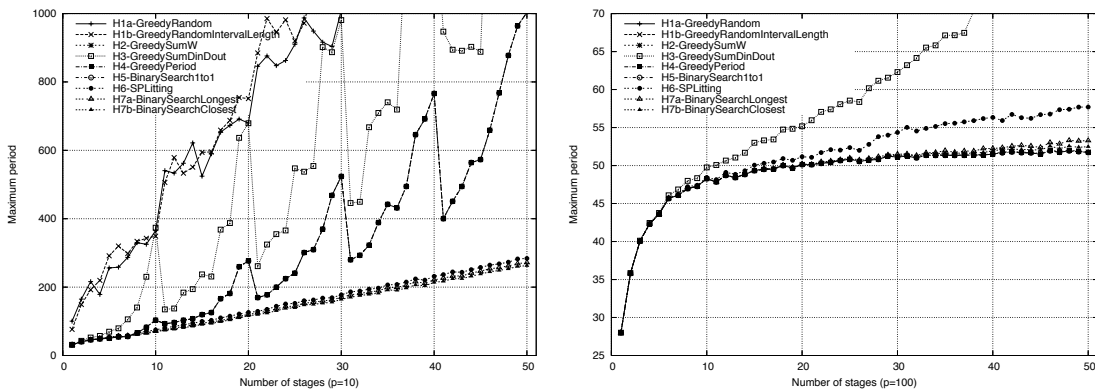 1000
800
600
400
200
0
Maximum period
0
10
20
30
40
50
Number of stages (p=10)
H1a-GreedyRandom
H1b-GreedyRandomIntervalLength
H2-GreedySumW
H3-GreedySumDinDout
H4-GreedyPeriod
H5-BinarySearch1to1
H6-SPLitting
H7a-BinarySearchLongest
H7b-BinarySearchClosest
70
65
60
55
50
45
40
35
30
25
Maximum period
0
10
20
30
40
50
Number of stages (p=100)
H1a-GreedyRandom
H1b-GreedyRandomIntervalLength
H2-GreedySumW
H3-GreedySumDinDout
H4-GreedyPeriod
H5-BinarySearch1to1
H6-SPLitting
H7a-BinarySearchLongest
H7b-BinarySearchClosest